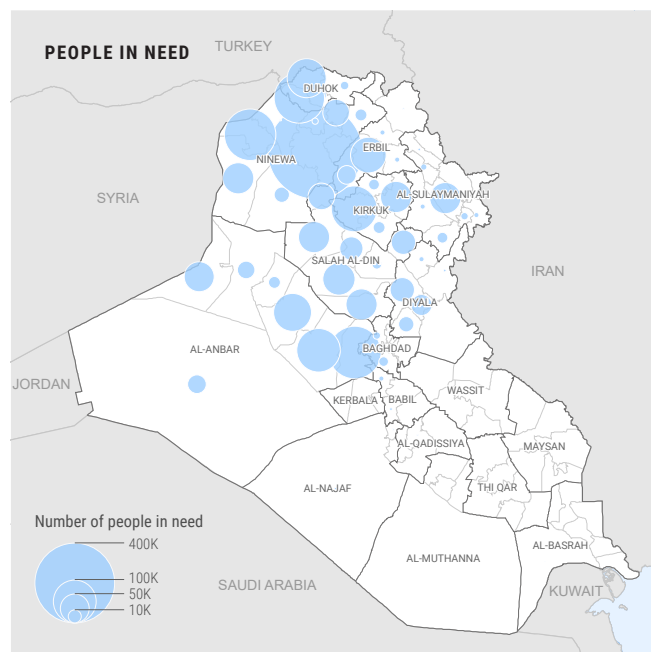 PEOPLE IN NEED
TURKEY
DUHOK
ERBIL
NINEWA
AL-SULAYMANIYAH
SYRIA
KIRKUK
SALAH AL-DIN
IRAN
DIYALA
AL-ANBAR
BAGHDAD
JORDAN
WASSIT
KERBALA
BABIL
AL-QADISSIYA
MAYSAN
AL-NAJAF
THI QAR
Number of people in need
400K
AL-BASRAH
AL-MUTHANNA
100K
SAUDI ARABIA
KUWAIT
50K
10K